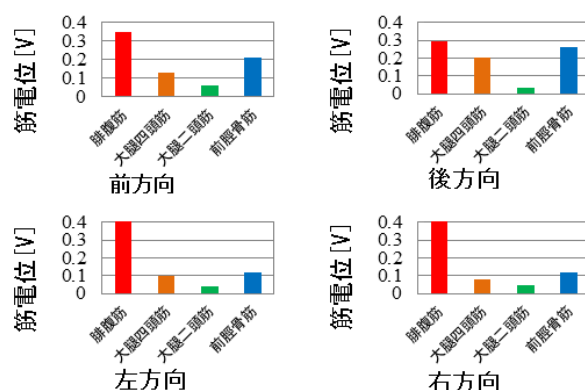 筋電位[V]
0.4
0.3
0.2
0.1
0
腓腹筋
大腿四頭筋
大腿二頭筋
前脛骨筋
前方向
筋電位[V]
0.4
0.3
0.2
0.1
0
腓腹筋
大腿四頭筋
大腿二頭筋
前脛骨筋
後方向
筋電位[V]
0.4
0.3
0.2
0.1
0
腓腹筋
大腿四頭筋
大腿二頭筋
前脛骨筋
左方向
筋電位[V]
0.4
0.3
0.2
0.1
0
腓腹筋
大腿四頭筋
大腿二頭筋
前脛骨筋
右方向